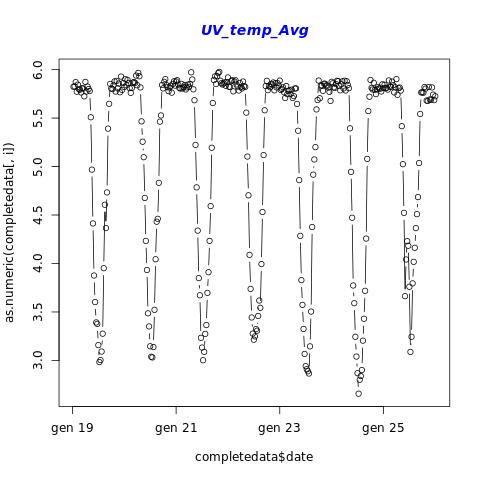 UV_temp_Avg
as.numeric(completedata[, i])
6.0
5.5
5.0
4.5
4.0
3.5
3.0
gen 19
gen 21
gen 23
gen 25
completedata$date